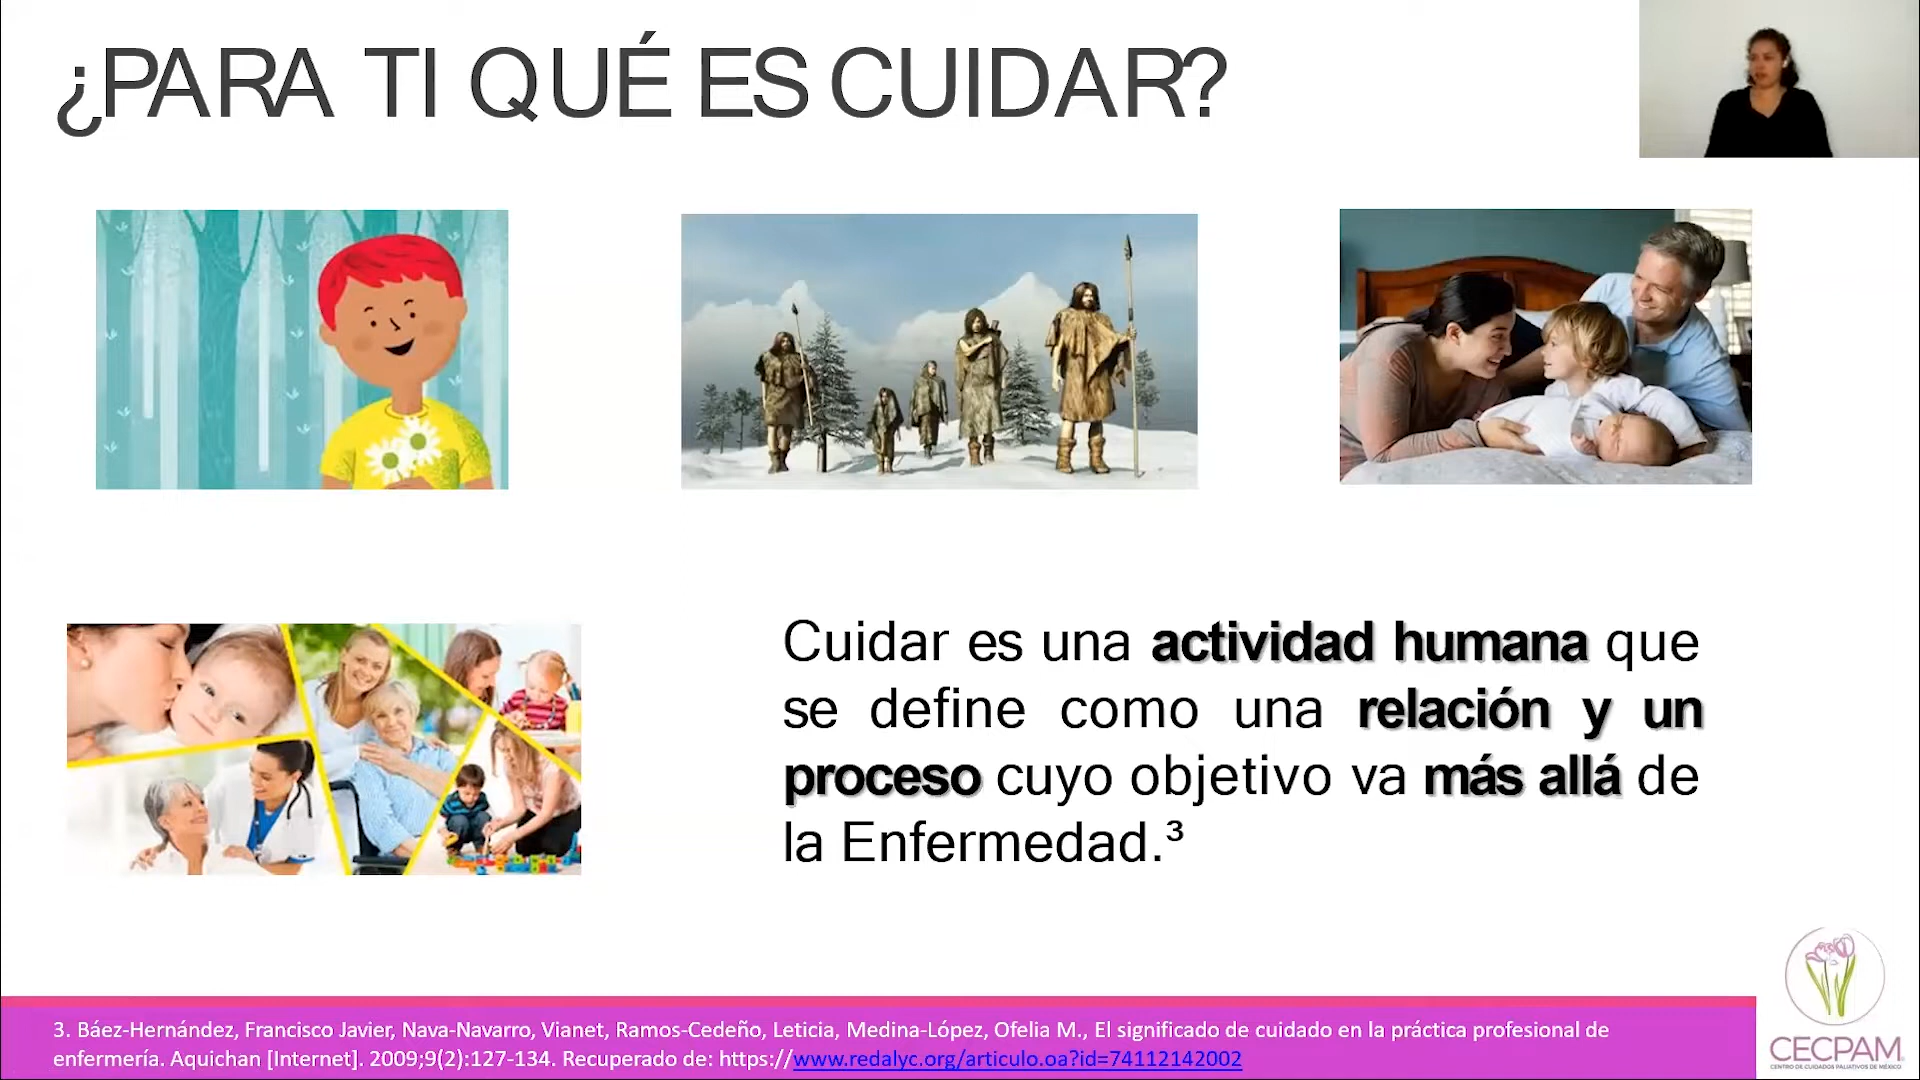 ¿PARA TI QUÉ ES CUIDAR?
Cuidar es una actividad humana que
se define como una relación y un
proceso cuyo objetivo va más allá de
la Enfermedad.³
3. Báez-Hernández, Francisco Javier, Nava-Navarro, Vianet, Ramos-Cedeño, Leticia, Medina-López, Ofelia M., El significado de cuidado en la práctica profesional de
enfermería. Aquichan [Internet]. 2009;9(2):127-134. Recuperado de: https://www.redalyc.org/articulo.oa?id=74112142002
CECPAM
CENTRO DE CUIDADOS PALIATIVOS DE MÉXICO